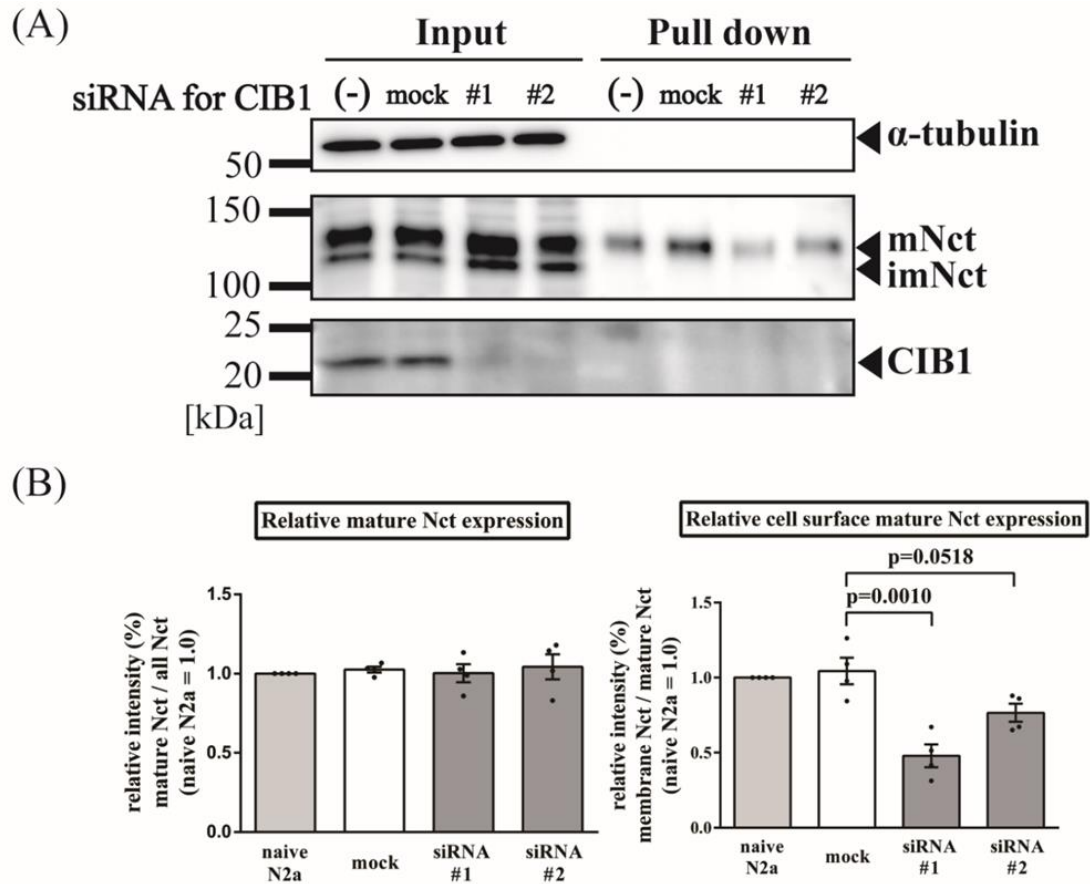 (A)
Input Pull down
siRNA for CIB1 (-) mock #1 #2 (-) mock #1 #2
α-tubulin
50
150
mNct
imNct
100
25
CIB1
20
[kDa]
(B)
Relative mature Nct expression
relative intensity (%)
mature Nct / all Nct
(naive N2a = 1.0)
1.5
1.0
0.5
0.0
naive N2a
mock
siRNA #1
siRNA #2
Relative cell surface mature Nct expression
p=0.0518
p=0.0010
relative intensity (%)
membrane Nct / mature Nct
(naive N2a = 1.0)
1.5
1.0
0.5
0.0
naive N2a
mock
siRNA #1
siRNA #2